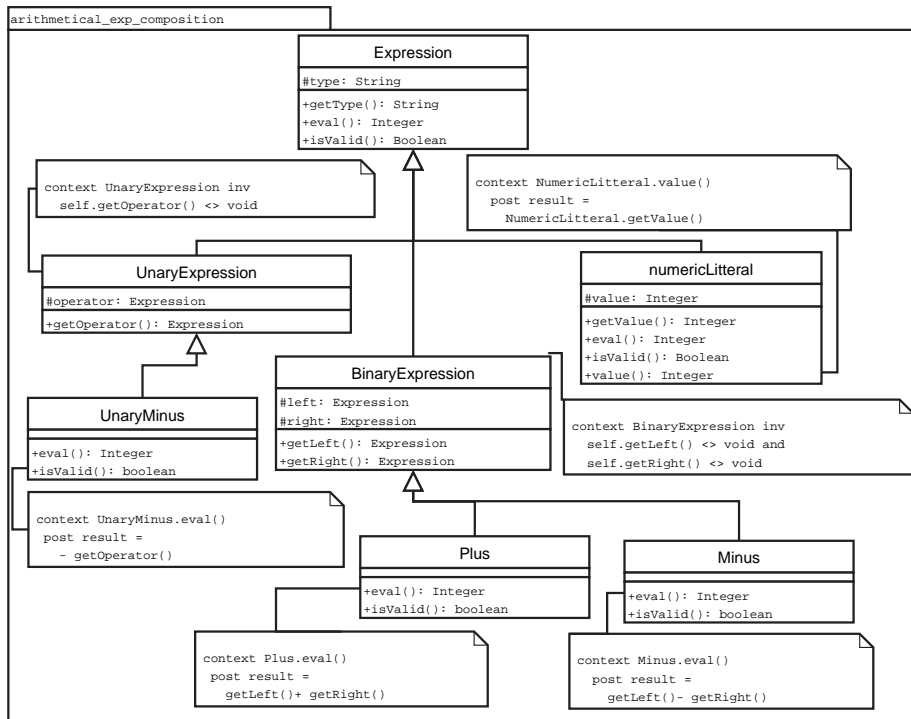 arithmetical_exp_composition
Expression
#type: String
+getType(): String
+eval(): Integer
+isValid(): Boolean
context UnaryExpression inv
self.getOperator() <> void
context NumericLitteral.value()
post result =
NumericLitteral.getValue()
UnaryExpression
#operator: Expression
+getOperator(): Expression
numericLitteral
#value: Integer
+getValue(): Integer
+eval(): Integer
+isValid(): Boolean
+value(): Integer
BinaryExpression
#left: Expression
#right: Expression
+getLeft(): Expression
+getRight(): Expression
UnaryMinus
+eval(): Integer
+isValid(): boolean
context BinaryExpression inv
self.getLeft() <> void and
self.getRight() <> void
context UnaryMinus.eval()
post result =
- getOperator()
Plus
+eval(): Integer
+isValid(): boolean
Minus
+eval(): Integer
+isValid(): boolean
context Plus.eval()
post result =
getLeft()+ getRight()
context Minus.eval()
post result =
getLeft()- getRight()